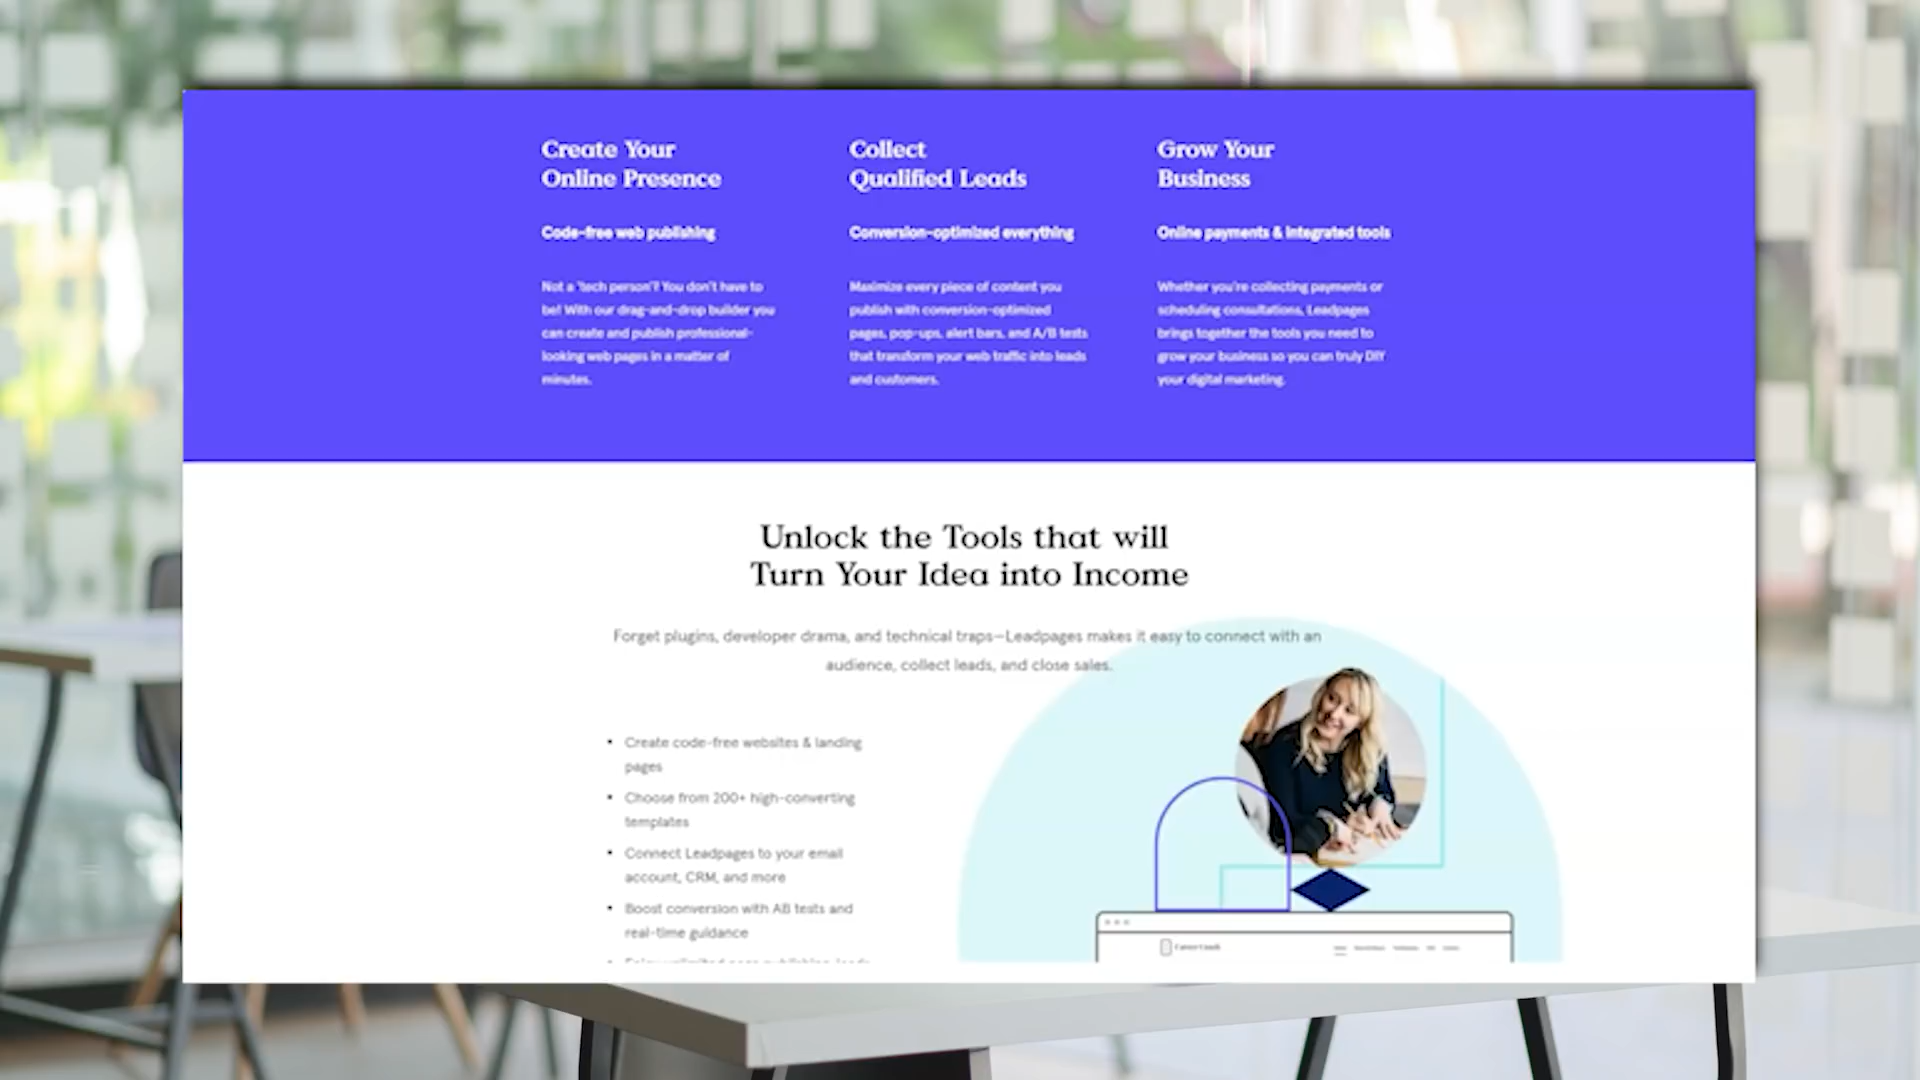 Create Your
Online Presence
Code-free web publishing
Not a 'tech person'? You don't have to
be! With our drag-and-drop builder you
can create and publish professional-
looking web pages in a matter of
minutes.
Collect
Qualified Leads
Conversion-optimized everything
Maximize every piece of content you
publish with conversion-optimized
pages, pop-ups, alert bars, and A/B tests
that transform your web traffic into leads
and customers.
Grow Your
Business
Online payments & integrated tools
Whether you're collecting payments or
scheduling consultations, Leadpages
brings together the tools you need to
grow your business so you can truly DIY
your digital marketing.
Unlock the Tools that will
Turn Your Idea into Income
Forget plugins, developer drama, and technical traps—Leadpages makes it easy to connect with an
audience, collect leads, and close sales.
• Create code-free websites & landing
pages
• Choose from 200+ high-converting
templates
• Connect Leadpages to your email
account, CRM, and more
• Boost conversion with AB tests and
real-time guidance